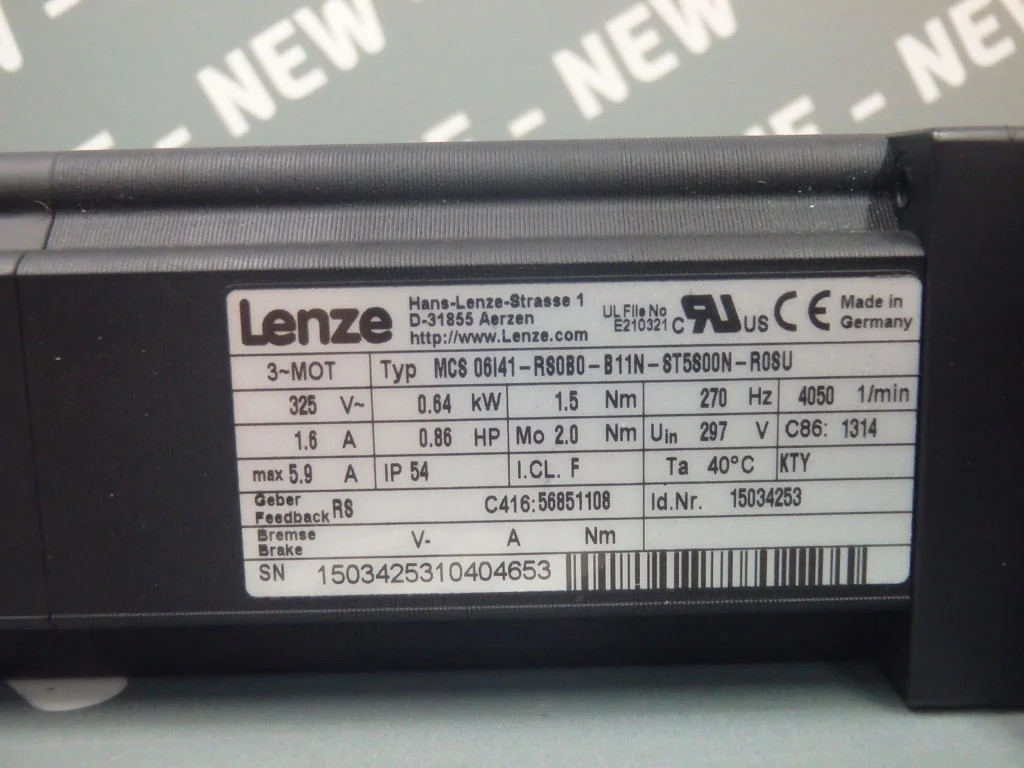 - NEW -
- NEW -
- NEW -
NEW
Lenze
Hans-Lenze-Strasse 1
D-31855 Aerzen
http://www.Lenze.com
UL File No
E210321
c RU US CE
Made in
Germany
3~MOT Typ MCS 06I41-RS0B0-B11N-ST5S00N-R0SU
325 V~ 0.64 kW 1.5 Nm 270 Hz 4050 1/min
1.6 A 0.86 HP Mo 2.0 Nm Uin 297 V C86: 1314
max 5.9 A IP 54 I.CL. F Ta 40°C KTY
Geber
Feedback RS C416:56851108 Id.Nr. 15034253
Bremse
Brake V- A Nm
SN 1503425310404653